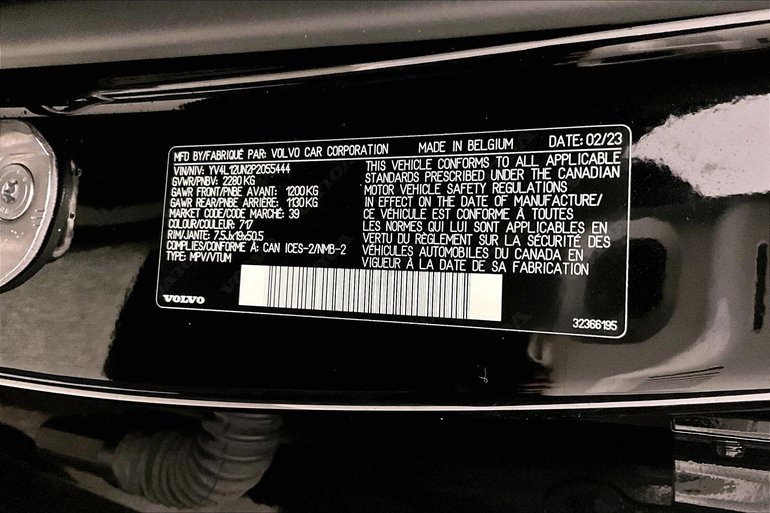 MFD BY/FABRIQUÉ PAR: VOLVO CAR CORPORATION MADE IN BELGIUM DATE: 02/23
VIN/NIV: YV4L12UN2P2055444
GVWR/PNBV: 2280 KG
GAWR FRONT/PNBE AVANT: 1200 KG
GAWR REAR/PNBE ARRIÈRE: 1130 KG
MARKET CODE/CODE MARCHÉ: 39
COLOUR/COULEUR: 717
RIM/JANTE: 7.5Jx19x50.5
COMPLIES/CONFORME À: CAN ICES-2/NMB-2
TYPE: MPV/VTUM
THIS VEHICLE CONFORMS TO ALL APPLICABLE
STANDARDS PRESCRIBED UNDER THE CANADIAN
MOTOR VEHICLE SAFETY REGULATIONS
IN EFFECT ON THE DATE OF MANUFACTURE/
CE VÉHICULE EST CONFORME À TOUTES
LES NORMES QUI LUI SONT APPLICABLES EN
VERTU DU RÈGLEMENT SUR LA SÉCURITÉ DES
VÉHICULES AUTOMOBILES DU CANADA EN
VIGUEUR À LA DATE DE SA FABRICATION
VOLVO
32366195